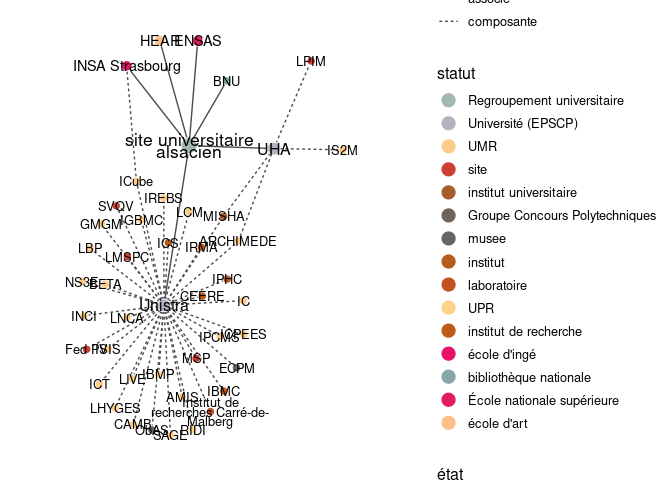 associé
composante
HEAR
ENSAS
INSA Strasbourg
LPIM
BNU
site universitaire
alsacien
UHA
IS2M
ICube
IREBS
SVQV
LCM
MISHA
GMGM
IGBMC
ICS
IRMA
ARCHIMEDE
LBP
LMSPC
IPHC
NS3E
BETA
CEERE
IC
Unistra
INCI
LNCA
IPCMS
ICPEES
Fed
IVIS
MSP
EOPM
ICT
LIVE
IBMP
IBMC
LHYGES
AMIS
Institut de
recherches Carré-de-
Malberg
CAMB
ObAS
SAGE
BIDI
statut
Regroupement universitaire
Université (EPSCP)
UMR
site
institut universitaire
Groupe Concours Polytechniques
musee
institut
laboratoire
UPR
institut de recherche
école d'ingé
bibliothèque nationale
École nationale supérieure
école d'art
état